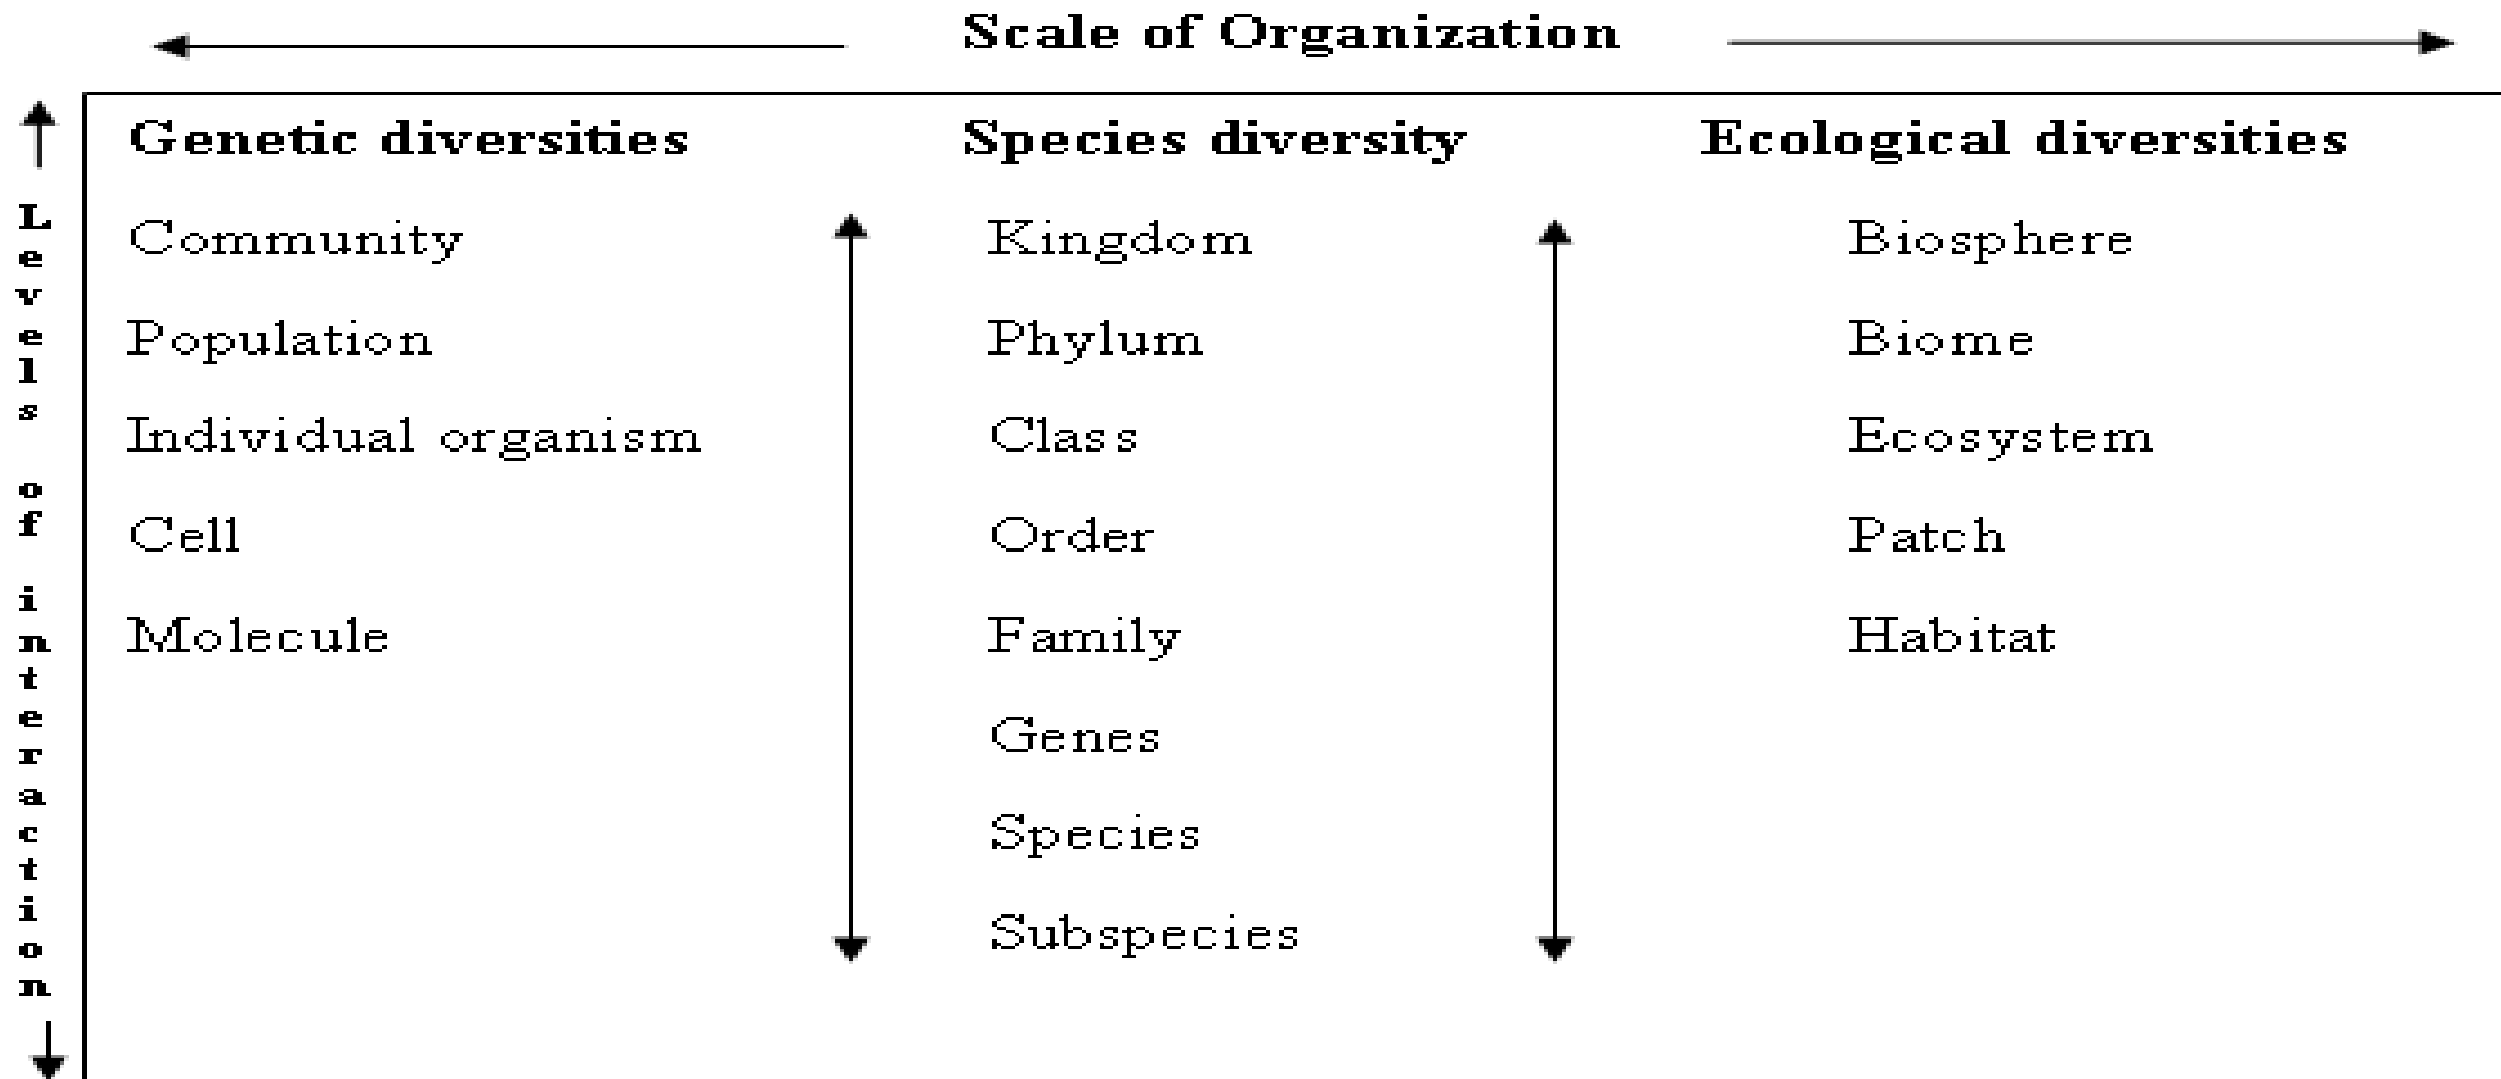 Scale of Organization
Levels of interaction
Genetic diversities Species diversity Ecological diversities
Community Kingdom Biosphere
Population Phylum Biome
Individual organism Class Ecosystem
Cell Order Patch
Molecule Family Habitat
Genes
Species
Subspecies